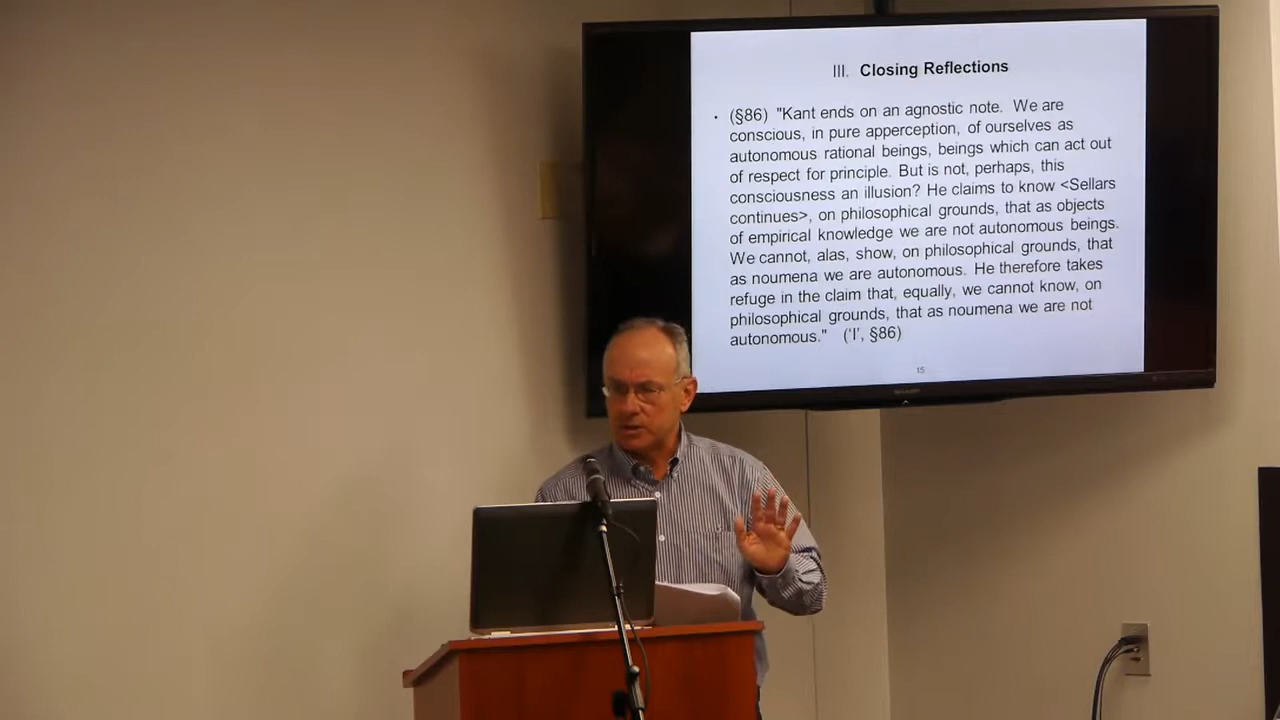 III. Closing Reflections
• (§86) "Kant ends on an agnostic note. We are
conscious, in pure apperception, of ourselves as
autonomous rational beings, beings which can act out
of respect for principle. But is not, perhaps, this
consciousness an illusion? He claims to know <Sellars
continues>, on philosophical grounds, that as objects
of empirical knowledge we are not autonomous beings.
We cannot, alas, show, on philosophical grounds, that
as noumena we are autonomous. He therefore takes
refuge in the claim that, equally, we cannot know, on
philosophical grounds, that as noumena we are not
autonomous." ('I', §86)
15